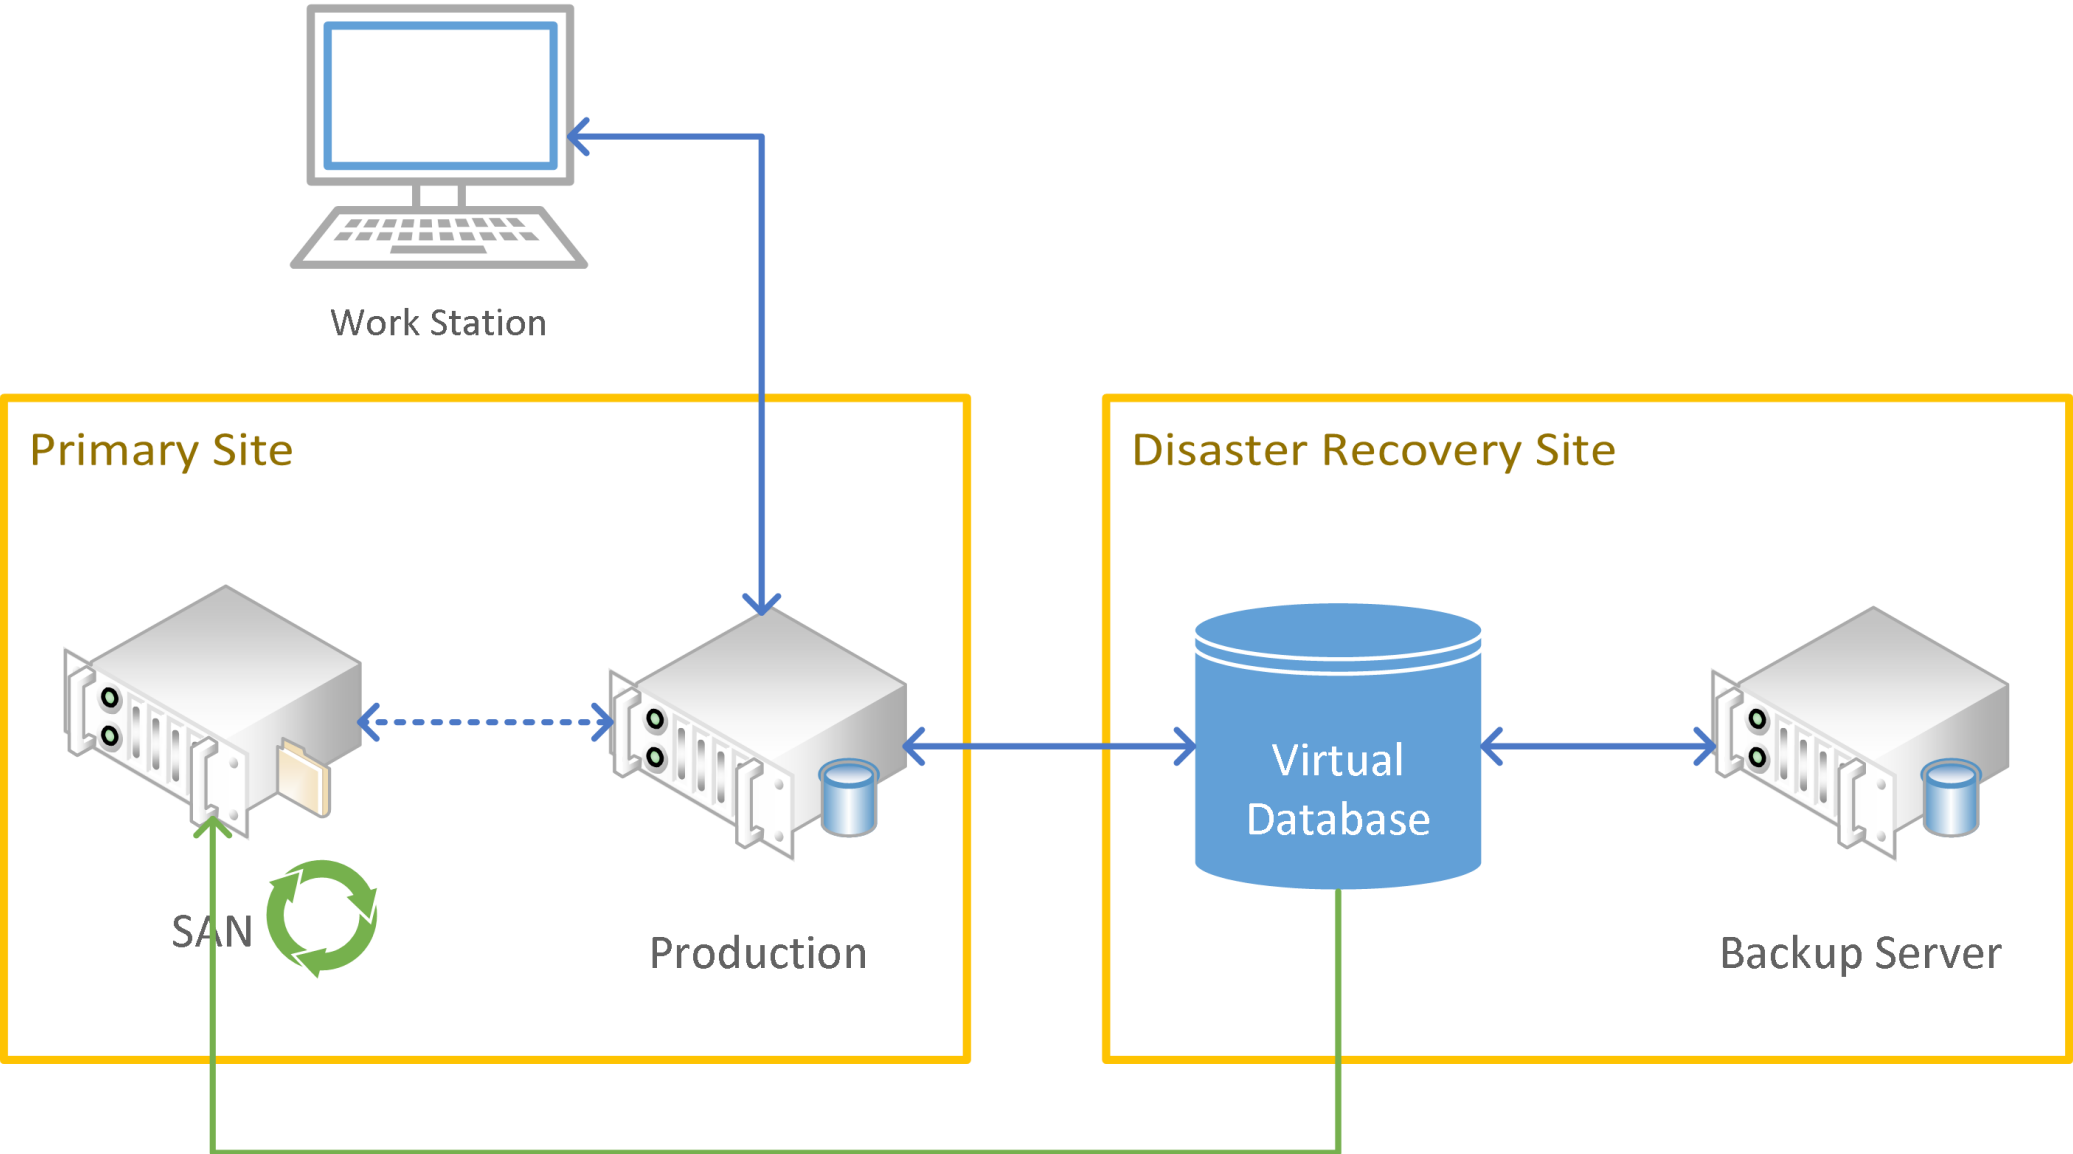 Work Station
Primary Site
Disaster Recovery Site
Virtual
Database
SAN
Production
Backup Server